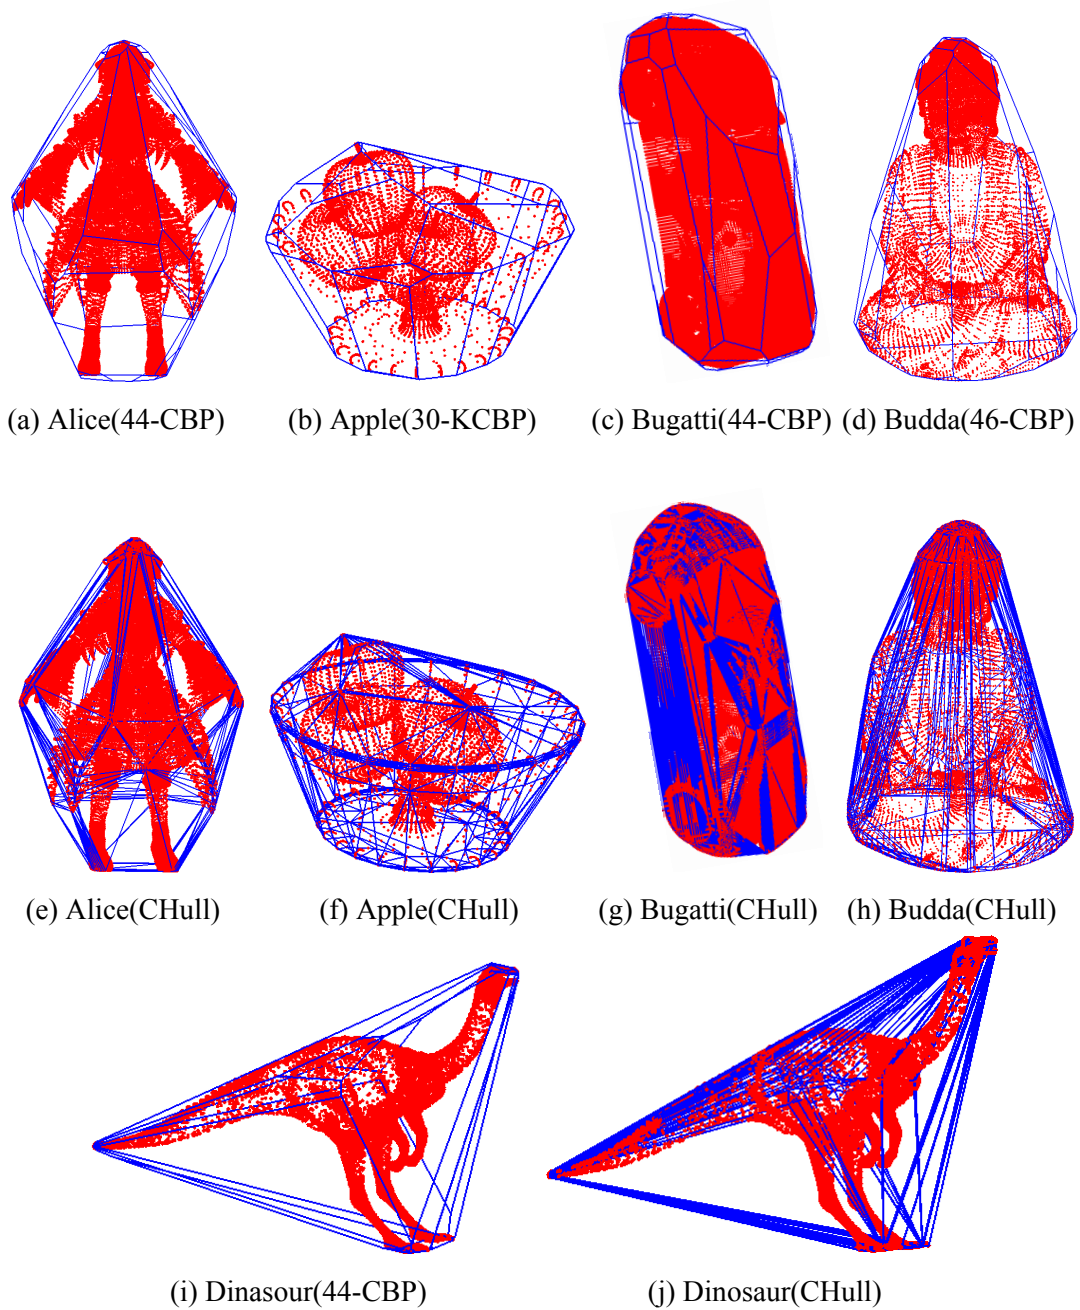 (a) Alice(44-CBP) (b) Apple(30-KCBP) (c) Bugatti(44-CBP) (d) Budda(46-CBP)
(e) Alice(CHull) (f) Apple(CHull) (g) Bugatti(CHull) (h) Budda(CHull)
(i) Dinasour(44-CBP) (j) Dinosaur(CHull)